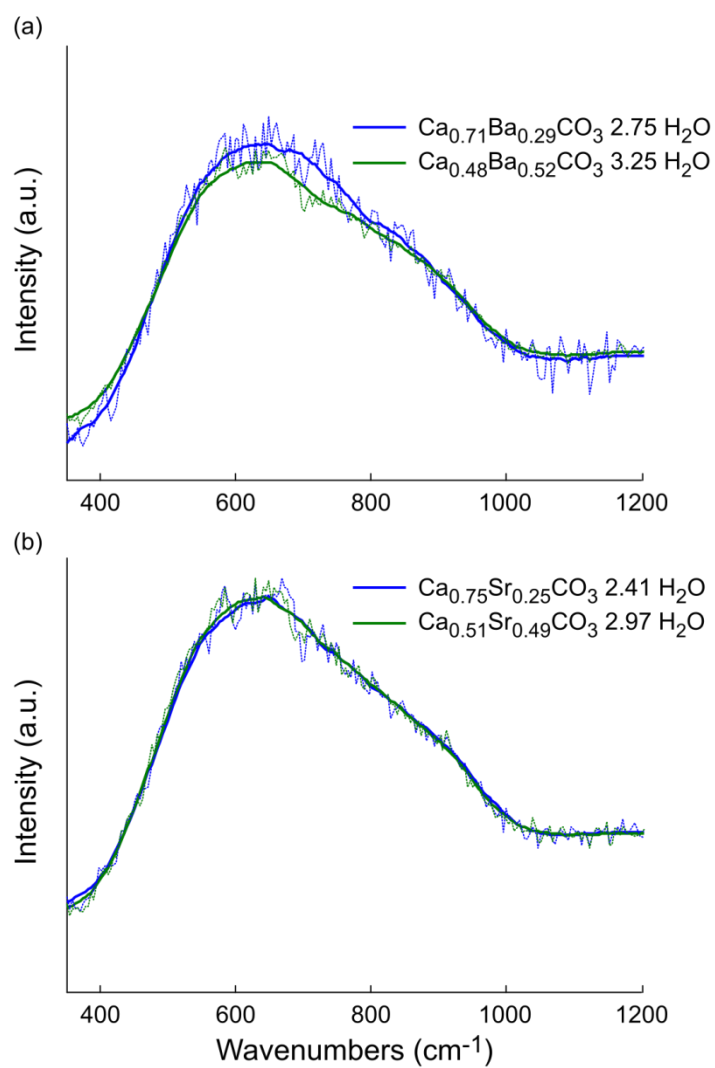 (a)
Intensity (a.u.)
Ca0.71Ba0.29CO3 2.75 H2O
Ca0.48Ba0.52CO3 3.25 H2O
400 600 800 1000 1200
(b)
Intensity (a.u.)
Ca0.75Sr0.25CO3 2.41 H2O
Ca0.51Sr0.49CO3 2.97 H2O
400 600 800 1000 1200
Wavenumbers (cm-1)